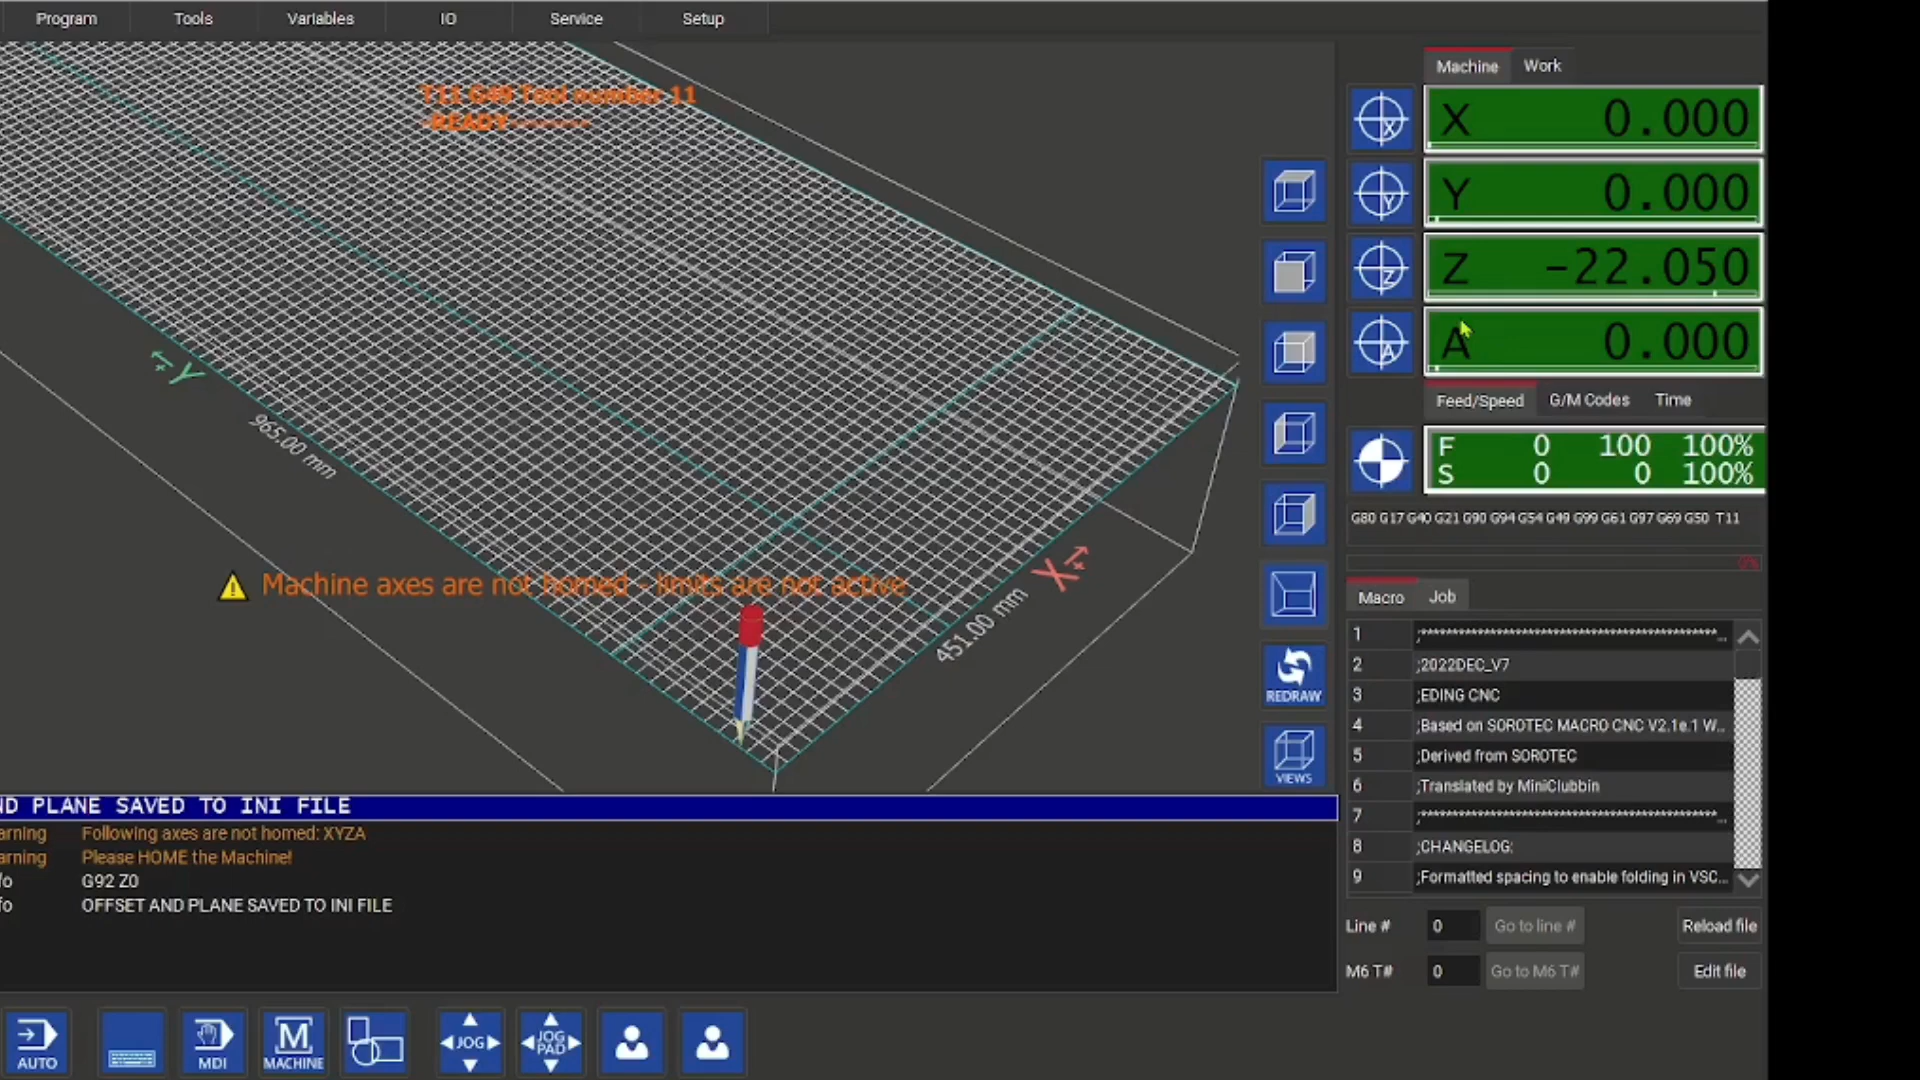 Program Tools Variables IO Service Setup
T11 G49 Tool number 11
-READY-
+Y
965.00 mm
451.00 mm
X+
Machine axes are not homed - limits are not active
REDRAW
VIEWS
Machine Work
X 0.000
Y 0.000
Z -22.050
A 0.000
Feed/Speed G/M Codes Time
F 0 100 100%
S 0 0 100%
G80 G17 G40 G21 G90 G94 G54 G49 G99 G61 G97 G69 G50 T11
0%
Macro Job
1
2 ;2022DEC_V7
3 ;EDING CNC
4 ;Based on SOROTEC MACRO CNC V2.1e.1 W...
5 ;Derived from SOROTEC
6 ;Translated by MiniClubbin
7
8 ;CHANGELOG:
9 ;Formatted spacing to enable folding in VSC...
Line # 0 Go to line # Reload file
M6 T# 0 Go to M6 T# Edit file
ND PLANE SAVED TO INI FILE
arning Following axes are not homed: XYZA
arning Please HOME the Machine!
fo G92 Z0
fo OFFSET AND PLANE SAVED TO INI FILE
AUTO MDI MACHINE JOG JOG PAD